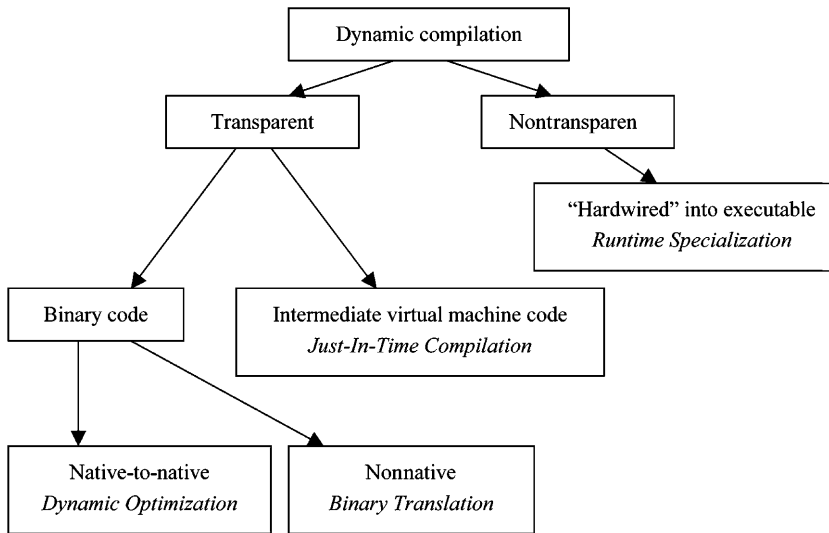 Dynamic compilation
Transparent
Nontransparen
“Hardwired” into executable
Runtime Specialization
Binary code
Intermediate virtual machine code
Just-In-Time Compilation
Native-to-native
Dynamic Optimization
Nonnative
Binary Translation